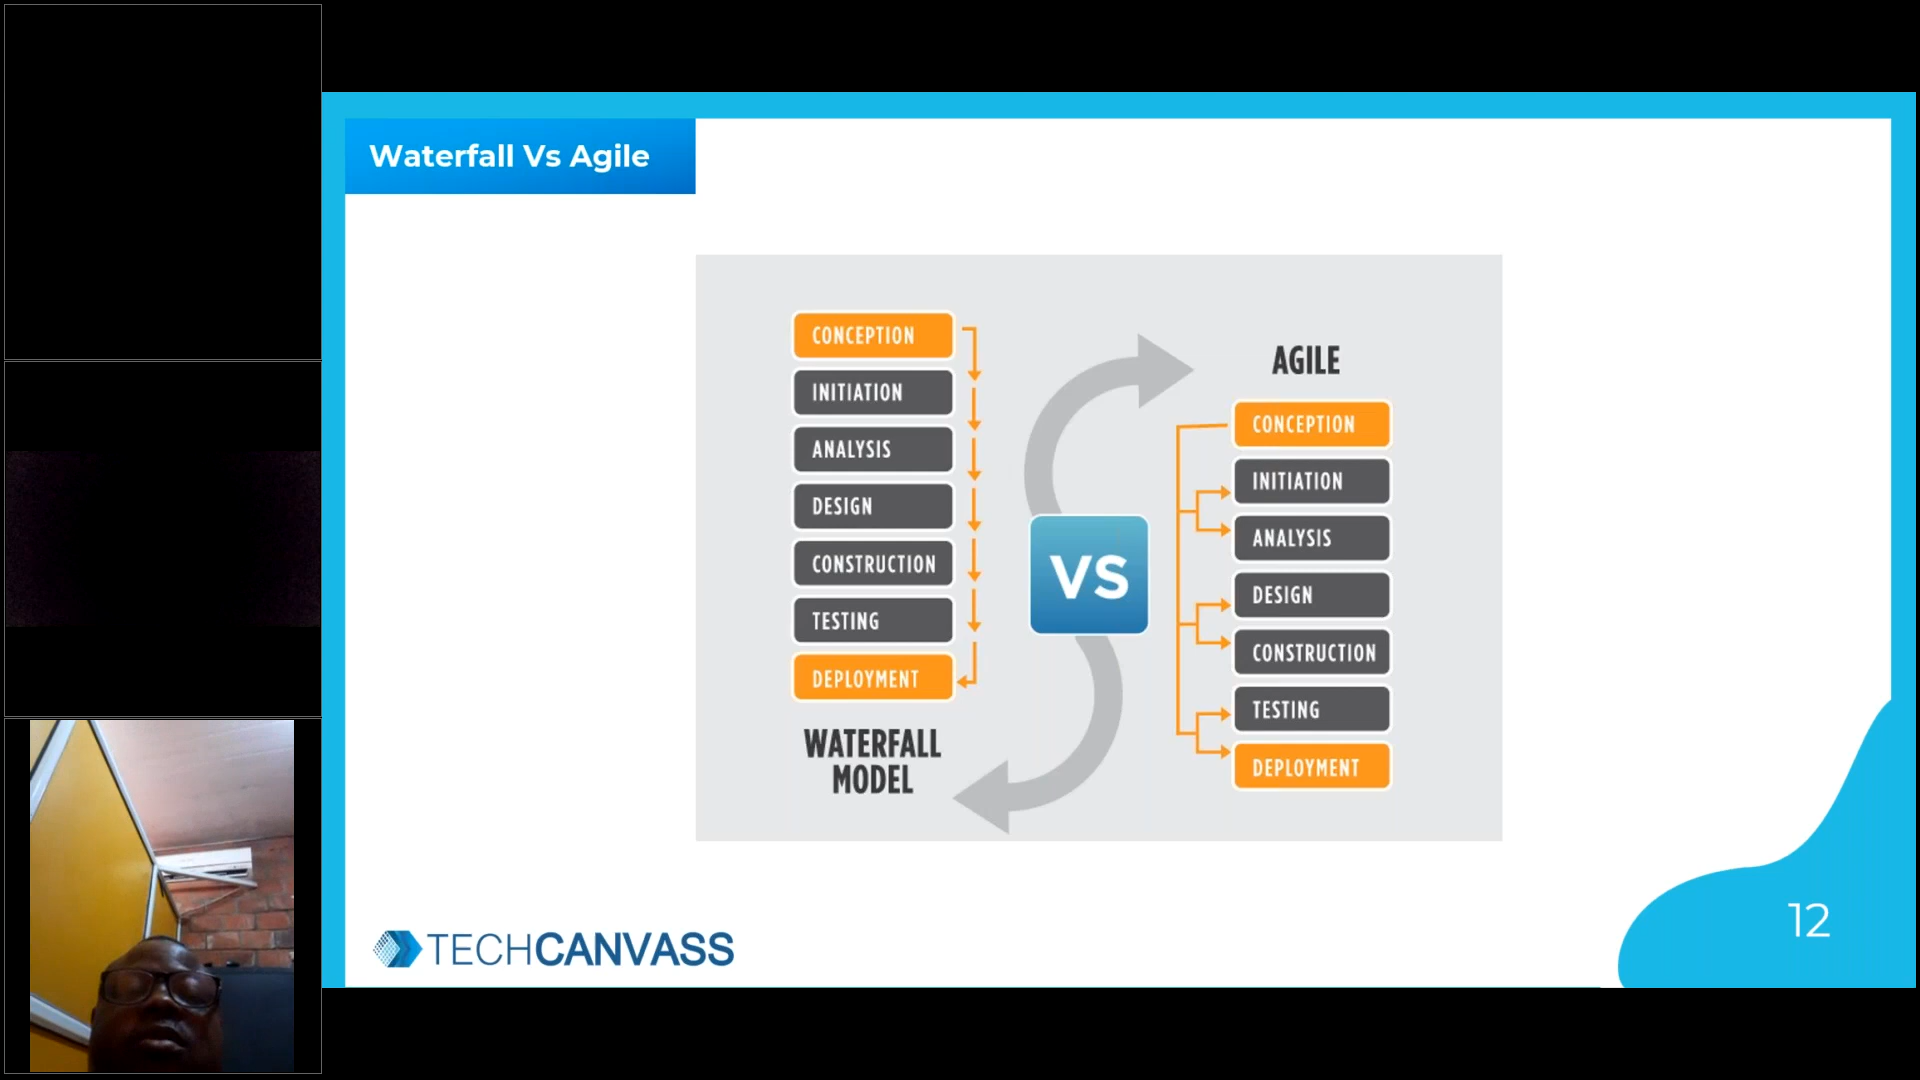 Waterfall Vs Agile
CONCEPTION
INITIATION
ANALYSIS
DESIGN
CONSTRUCTION
TESTING
DEPLOYMENT
WATERFALL
MODEL
VS
AGILE
CONCEPTION
INITIATION
ANALYSIS
DESIGN
CONSTRUCTION
TESTING
DEPLOYMENT
TECHCANVASS
12